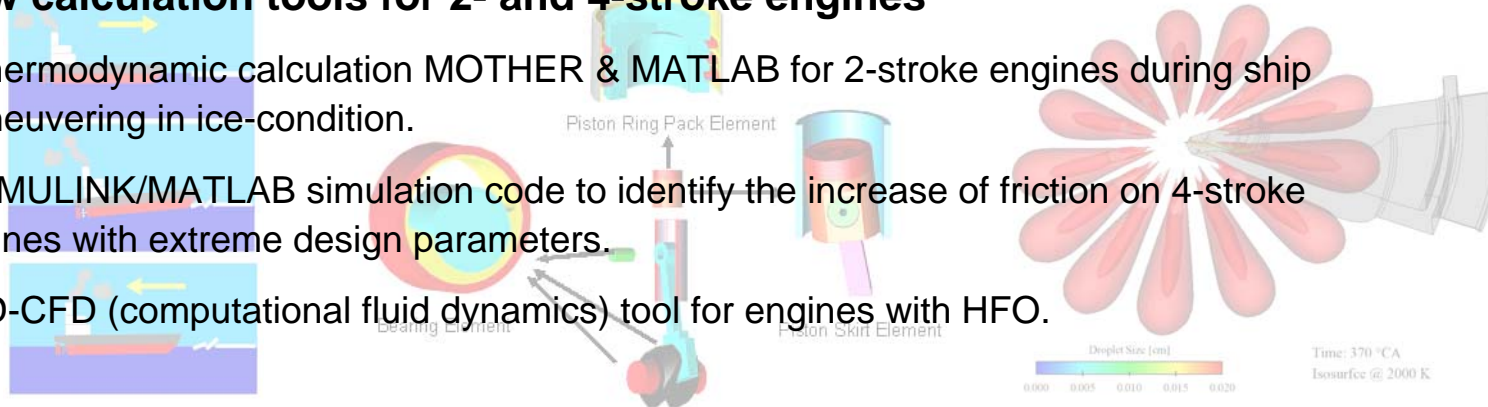 w calculation tools for 2- and 4-stroke engines
hermodynamic calculation MOTHER & MATLAB for 2-stroke engines during ship
neuvering in ice-condition.
Piston Ring Pack Element
MULINK/MATLAB simulation code to identify the increase of friction on 4-stroke
ines with extreme design parameters.
D-CFD (computational fluid dynamics) tool for engines with HFO.
Bearing Element
Piston Skirt Element
Droplet Size [cm]
0.000 0.005 0.010 0.015 0.020
Time: 370 °CA
Isosurfce @ 2000 K